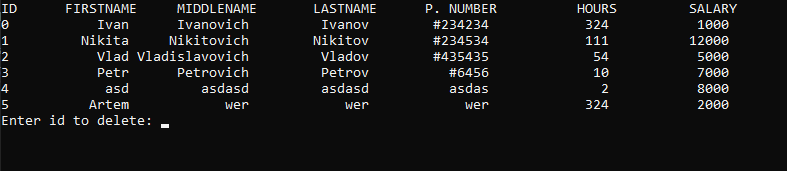 ID FIRSTNAME MIDDLENAME LASTNAME P. NUMBER HOURS SALARY
0 Ivan Ivanovich Ivanov #234234 324 1000
1 Nikita Nikitovich Nikitov #234534 111 12000
2 Vlad Vladislavovich Vladov #435435 54 5000
3 Petr Petrovich Petrov #6456 10 7000
4 asd asdasd asdasd asdas 2 8000
5 Artem wer wer wer 324 2000
Enter id to delete: _